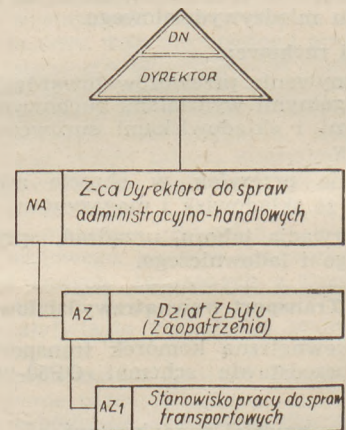 DN
DYREKTOR
NA
Z-ca Dyrektora do spraw
administracyjno-handlowych
AZ
Dział Zbytu
(Zaopatrzenia)
AZ1
Stanowisko pracy do spraw
transportowych